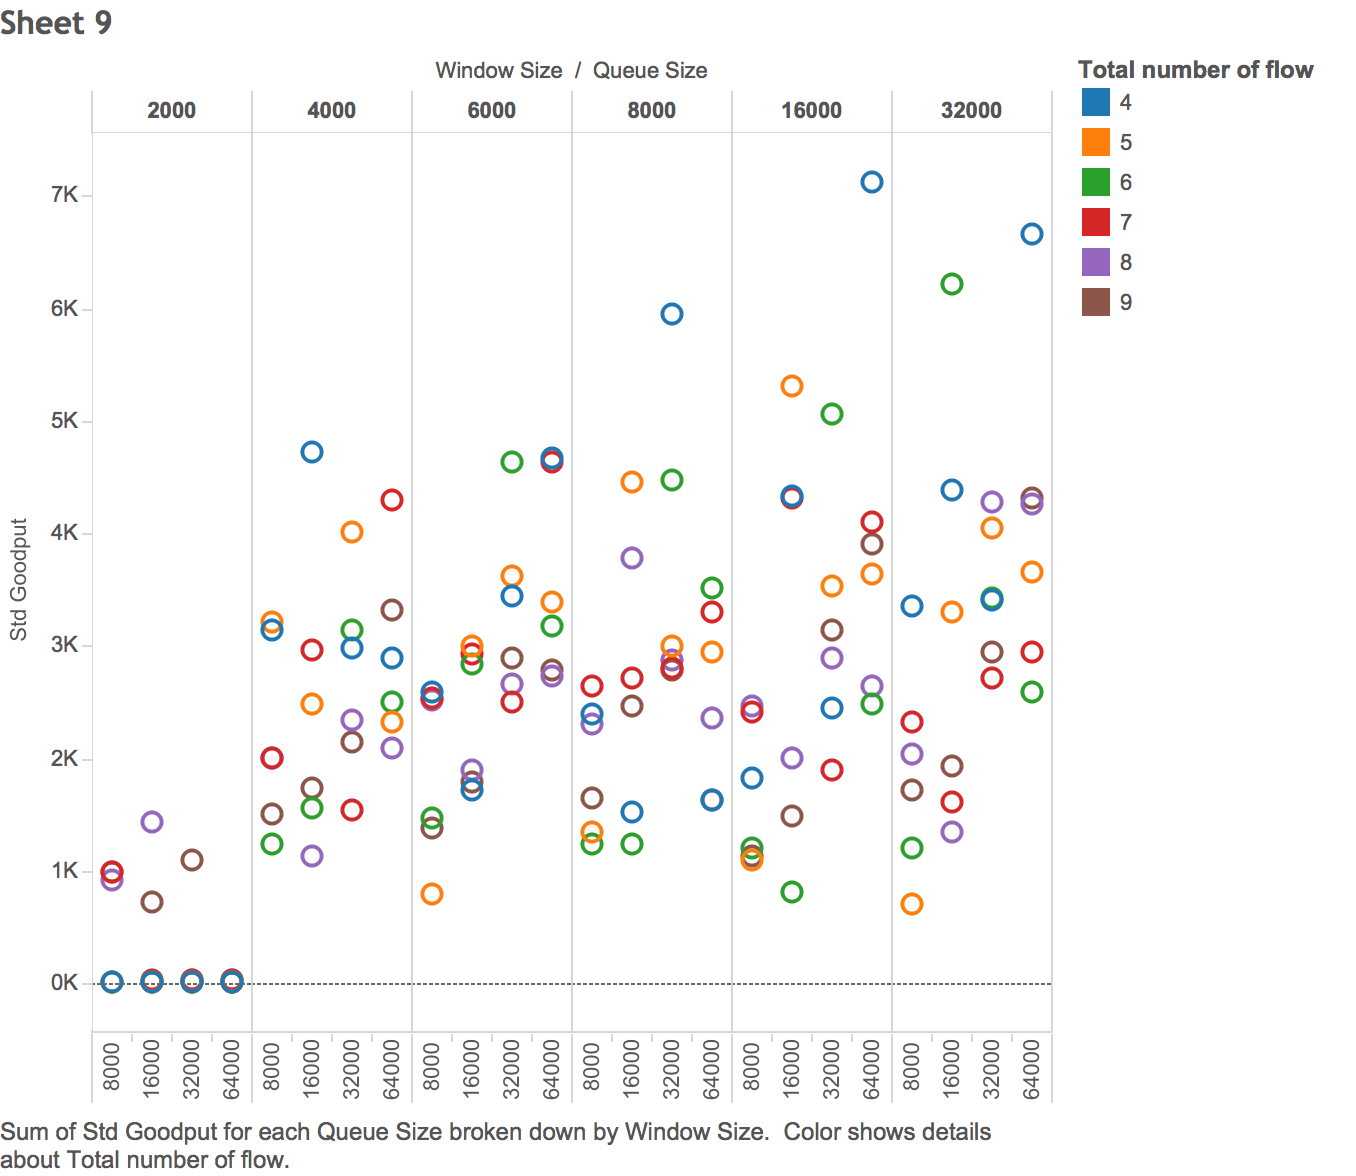 Sheet 9
Window Size / Queue Size
Total number of flow
2000 4000 6000 8000 16000 32000
4
5
6
7
8
9
7K
6K
5K
4K
3K
2K
1K
0K
Std Goodput
8000 16000 32000 64000 8000 16000 32000 64000 8000 16000 32000 64000 8000 16000 32000 64000 8000 16000 32000 64000 8000 16000 32000 64000
Sum of Std Goodput for each Queue Size broken down by Window Size.  Color shows details
about Total number of flow.